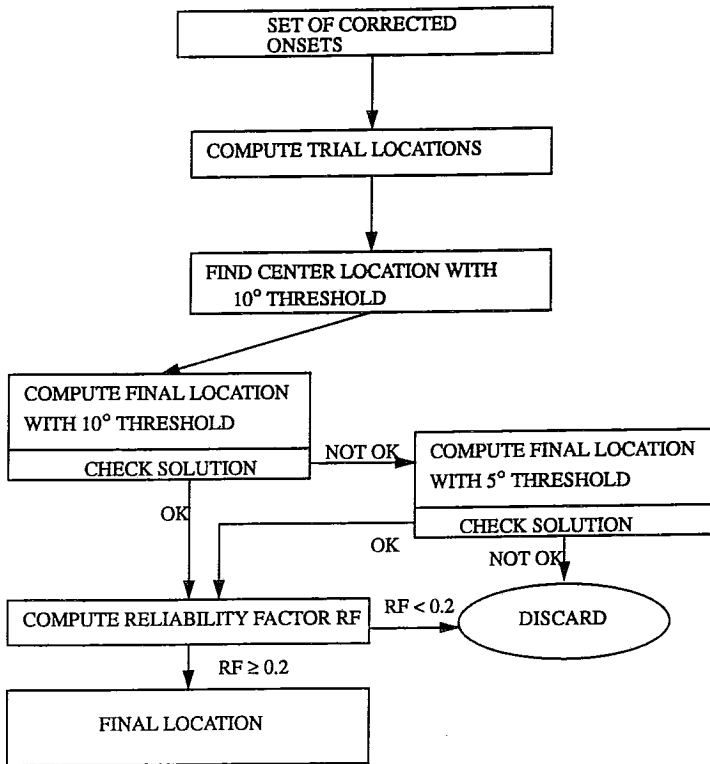 SET OF CORRECTED
ONSETS
COMPUTE TRIAL LOCATIONS
FIND CENTER LOCATION WITH
10° THRESHOLD
COMPUTE FINAL LOCATION
WITH 10° THRESHOLD
CHECK SOLUTION
NOT OK
COMPUTE FINAL LOCATION
WITH 5° THRESHOLD
CHECK SOLUTION
OK
OK
NOT OK
COMPUTE RELIABILITY FACTOR RF
RF < 0.2
DISCARD
RF ≥ 0.2
FINAL LOCATION